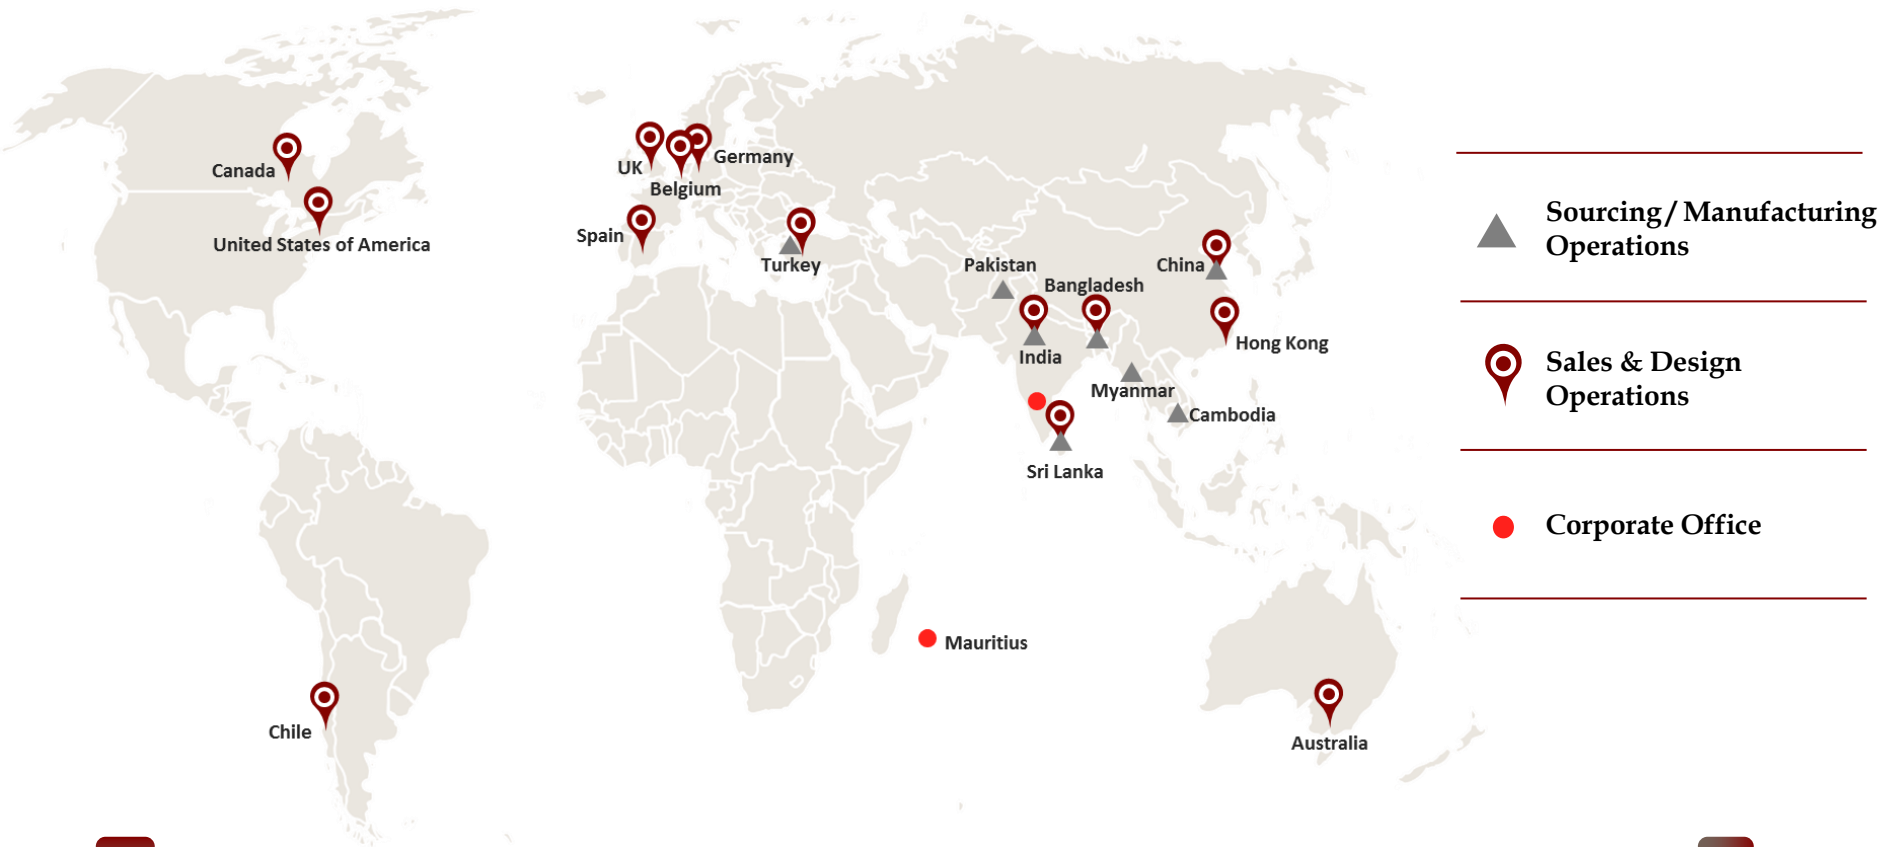 Canada
United States of America
Chile
UK
Germany
Belgium
Spain
Turkey
Pakistan
Bangladesh
China
India
Hong Kong
Myanmar
Cambodia
Sri Lanka
Mauritius
Australia
Sourcing/ Manufacturing
Operations
Sales & Design
Operations
Corporate Office